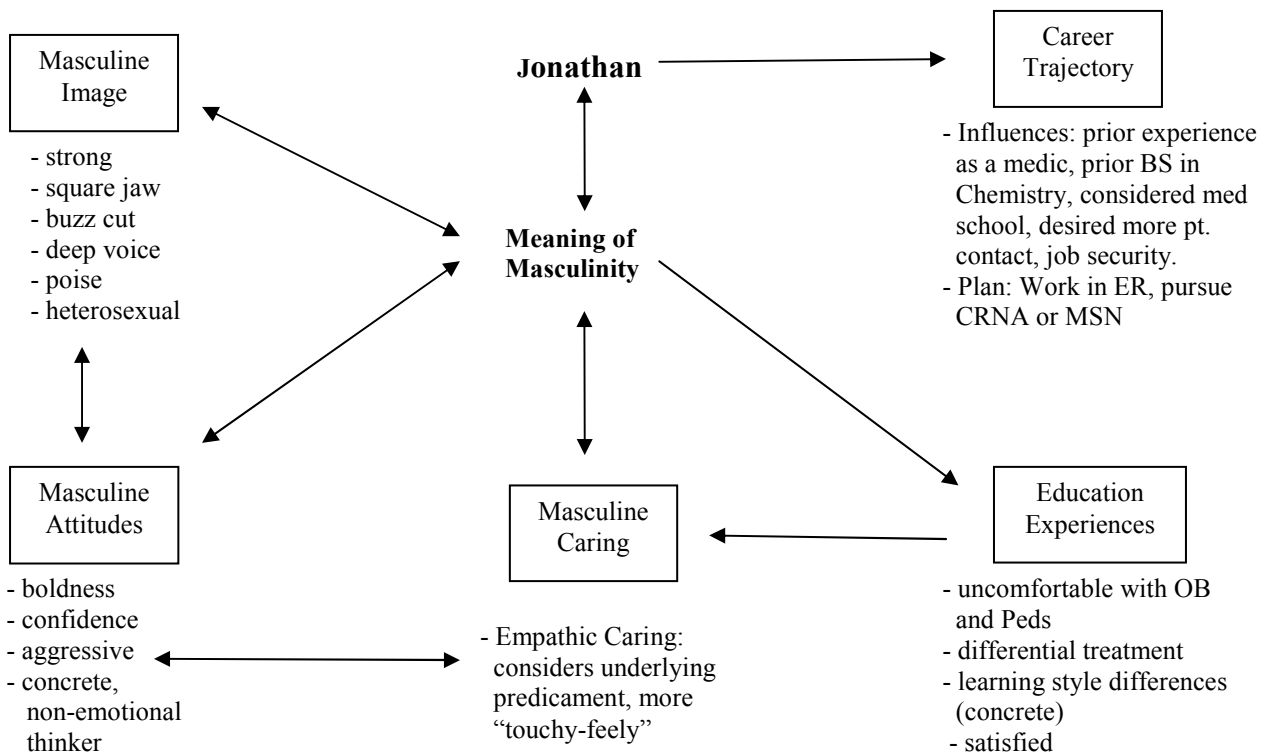 Masculine
Image
- strong
- square jaw
- buzz cut
- deep voice
- poise
- heterosexual
Jonathan
Career
Trajectory
- Influences: prior experience
as a medic, prior BS in
Chemistry, considered med
school, desired more pt.
contact, job security.
- Plan: Work in ER, pursue
CRNA or MSN
Meaning of
Masculinity
Masculine
Attitudes
- boldness
- confidence
- aggressive
- concrete,
non-emotional
thinker
Masculine
Caring
- Empathic Caring:
considers underlying
predicament, more
“touchy-feely”
Education
Experiences
- uncomfortable with OB
and Peds
- differential treatment
- learning style differences
(concrete)
- satisfied